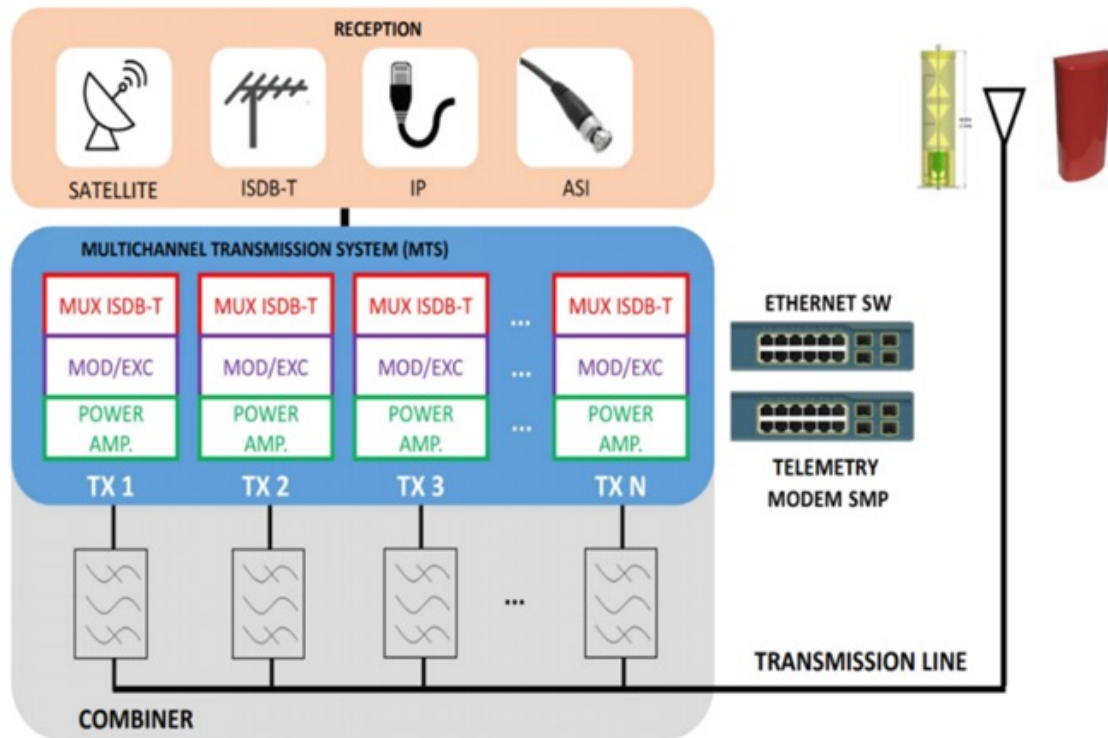 RECEPTION
SATELLITE
ISDB-T
IP
ASI
MULTICHANNEL TRANSMISSION SYSTEM (MTS)
MUX ISDB-T
MUX ISDB-T
MUX ISDB-T
...
MUX ISDB-T
MOD/EXC
MOD/EXC
MOD/EXC
...
MOD/EXC
POWER
AMP.
POWER
AMP.
POWER
AMP.
...
POWER
AMP.
TX 1
TX 2
TX 3
TX N
ETHERNET SW
TELEMETRY
MODEM SMP
...
TRANSMISSION LINE
COMBINER